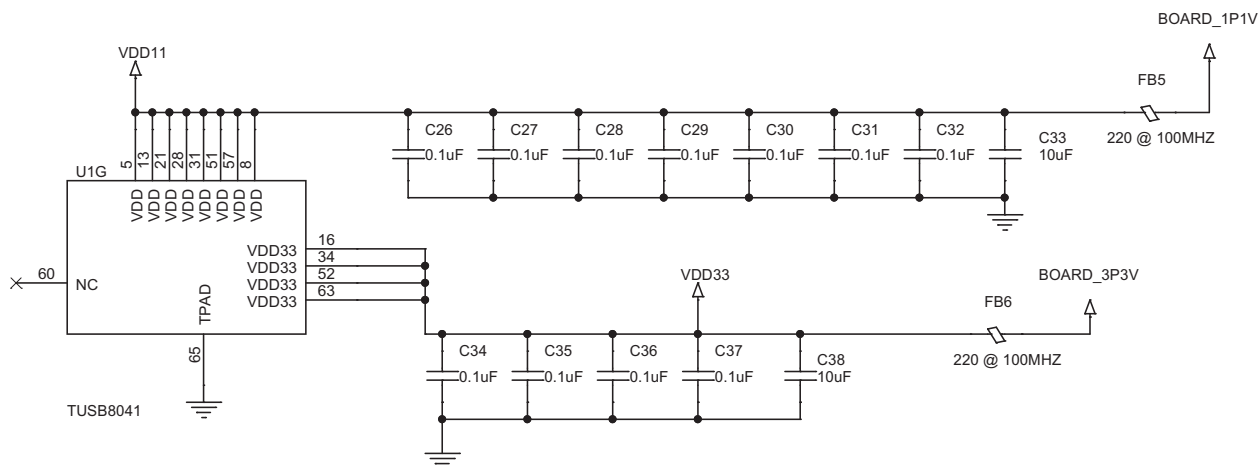 BOARD_1P1V
VDD11
FB5
220 @ 100MHZ
C26
0.1uF
C27
0.1uF
C28
0.1uF
C29
0.1uF
C30
0.1uF
C31
0.1uF
C32
0.1uF
C33
10uF
5
13
21
28
31
51
57
8
U1G
VDD
VDD
VDD
VDD
VDD
VDD
VDD
VDD
VDD33 16
VDD33 34
VDD33 52
VDD33 63
60
NC
TPAD
65
TUSB8041
VDD33
BOARD_3P3V
FB6
220 @ 100MHZ
C34
0.1uF
C35
0.1uF
C36
0.1uF
C37
0.1uF
C38
10uF